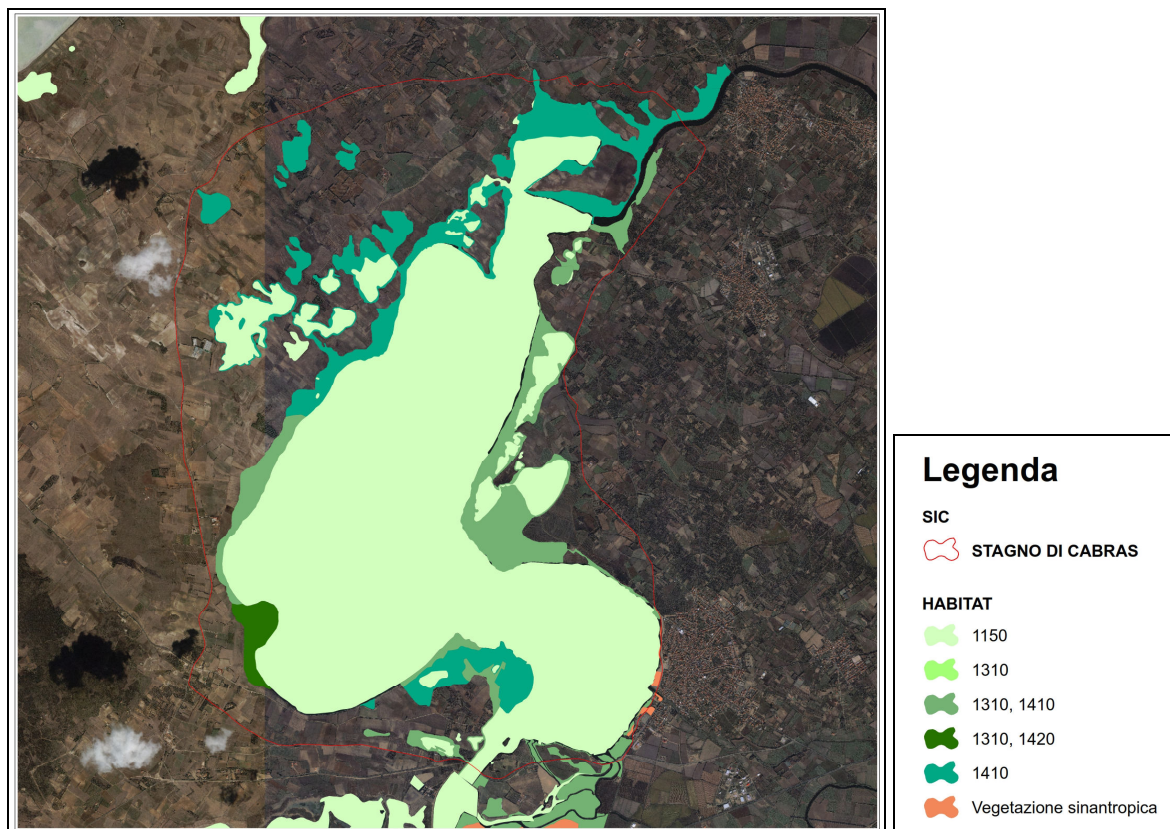 Legenda
SIC
STAGNO DI CABRAS
HABITAT
1150
1310
1310, 1410
1310, 1420
1410
Vegetazione sinantropica